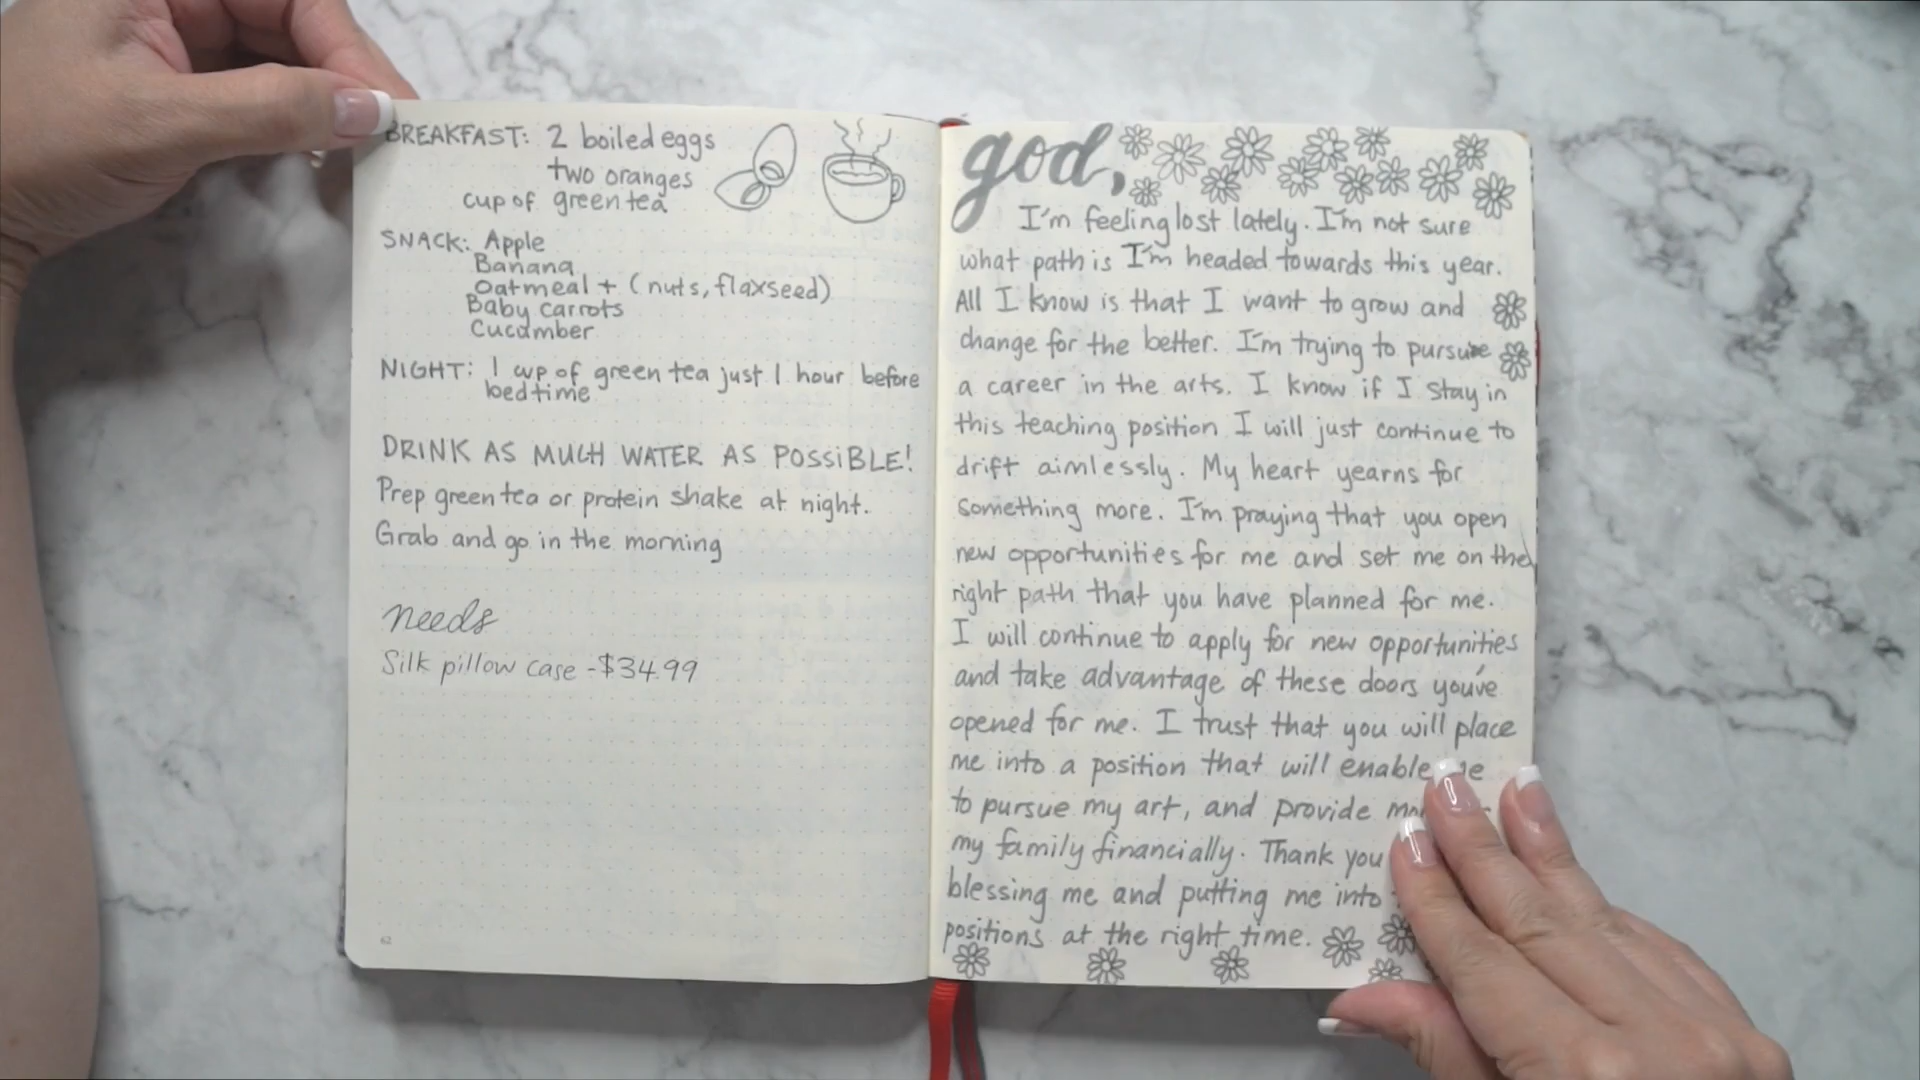 BREAKFAST: 2 boiled eggs
two oranges
cup of green tea
SNACK: Apple
Banana
Oatmeal + (nuts, flaxseed)
Baby carrots
Cucumber
NIGHT: 1 cup of green tea just 1 hour before
bedtime
DRINK AS MUCH WATER AS POSSiBLE!
Prep green tea or protein shake at night.
Grab and go in the morning
needs
Silk pillow case - $34.99
62
god,
I'm feeling lost lately. I'm not sure
what path is I'm headed towards this year.
All I know is that I want to grow and
change for the better. I'm trying to pursue
a career in the arts. I know if I stay in
this teaching position I will just continue to
drift aimlessly. My heart yearns for
something more. I'm praying that you open
new opportunities for me and set me on the
right path that you have planned for me.
I will continue to apply for new opportunities
and take advantage of these doors you've
opened for me. I trust that you will place
me into a position that will enable
to pursue my art, and provide
my family financially. Thank you
blessing me and putting me into
positions at the right time.